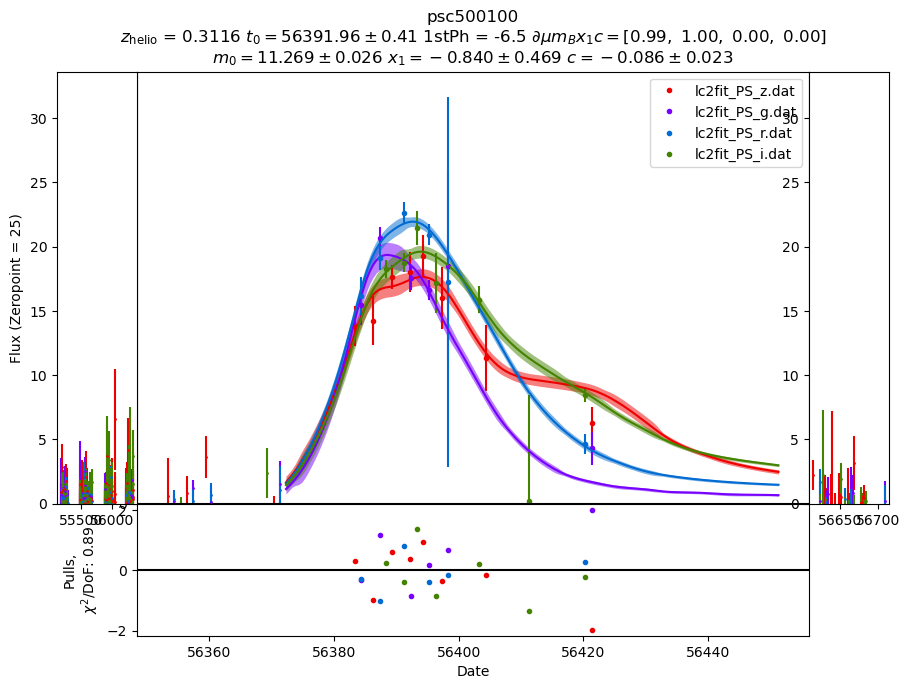 psc500100
z_helio = 0.3116 t_0 = 56391.96 ± 0.41 1stPh = -6.5 ∂μm_Bx_1c = [0.99, 1.00, 0.00, 0.00]
m_0 = 11.269 ± 0.026 x_1 = −0.840 ± 0.469 c = −0.086 ± 0.023
lc2fit_PS_z.dat
lc2fit_PS_g.dat
lc2fit_PS_r.dat
lc2fit_PS_i.dat
Flux (Zeropoint = 25)
30
25
20
15
10
5
0
30
25
20
15
10
5
0
0
55500
56000
56650
56700
Pulls,
χ²/DoF: 0.89
2
0
−2
56360
56380
56400
56420
56440
Date